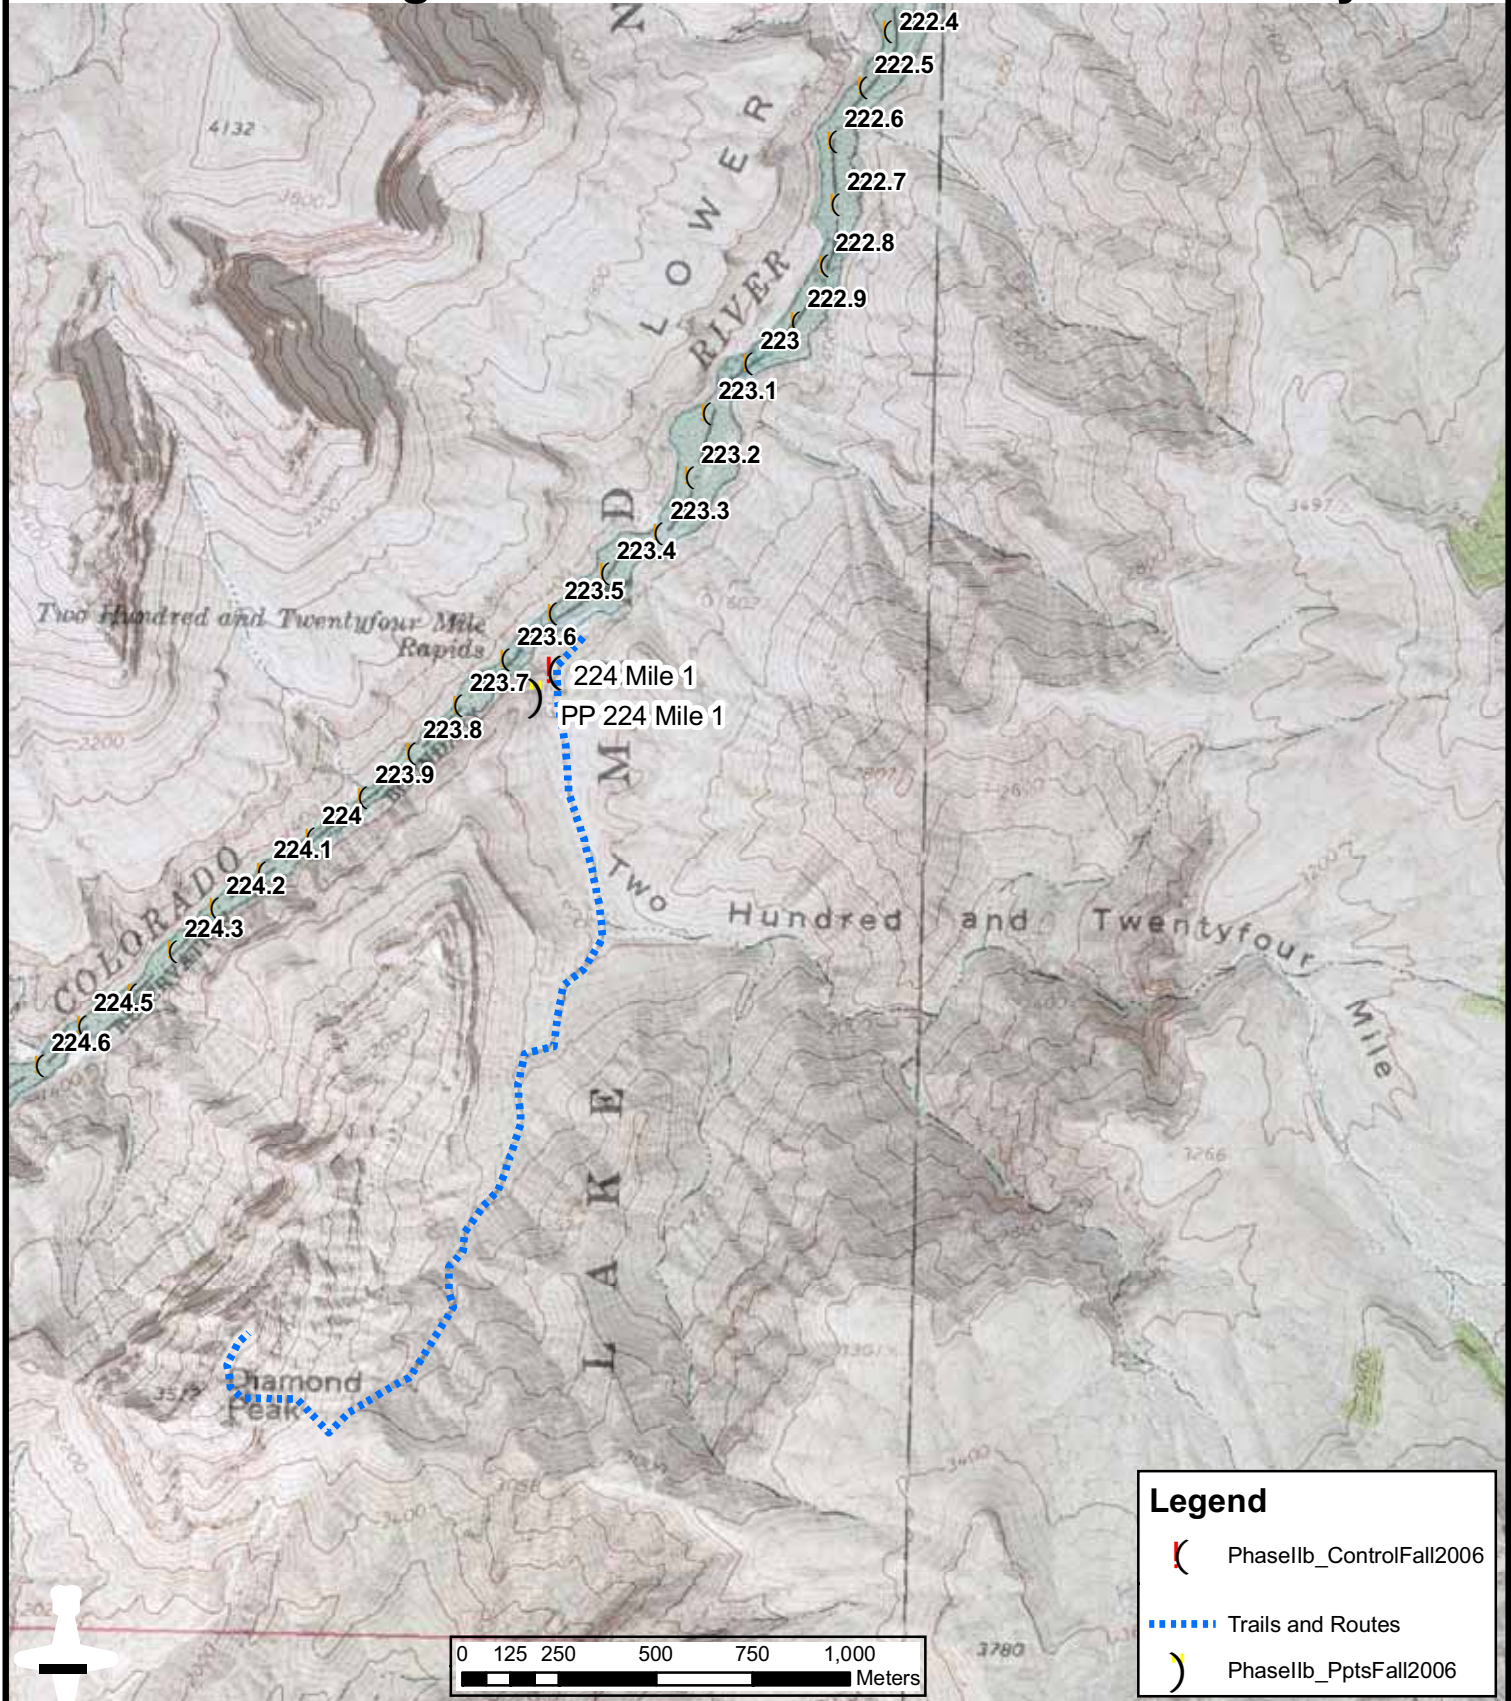 222.4
222.5
222.6
222.7
222.8
222.9
223
223.1
223.2
223.3
223.4
223.5
223.6
223.7
223.8
223.9
224
224.1
224.2
224.3
224.5
224.6
224 Mile 1
PP 224 Mile 1
4132
LOWER
RIVER
N
D
M
LAKE
3497
Two Hundred and Twentyfour Mile
Rapids
2200
COLORADO
Two Hundred and Twentyfour Mile
3266
Diamond
Peak
3400
3780
0 125 250 500 750 1,000
Meters
Legend
PhaseIIb_ControlFall2006
Trails and Routes
PhaseIIb_PptsFall2006